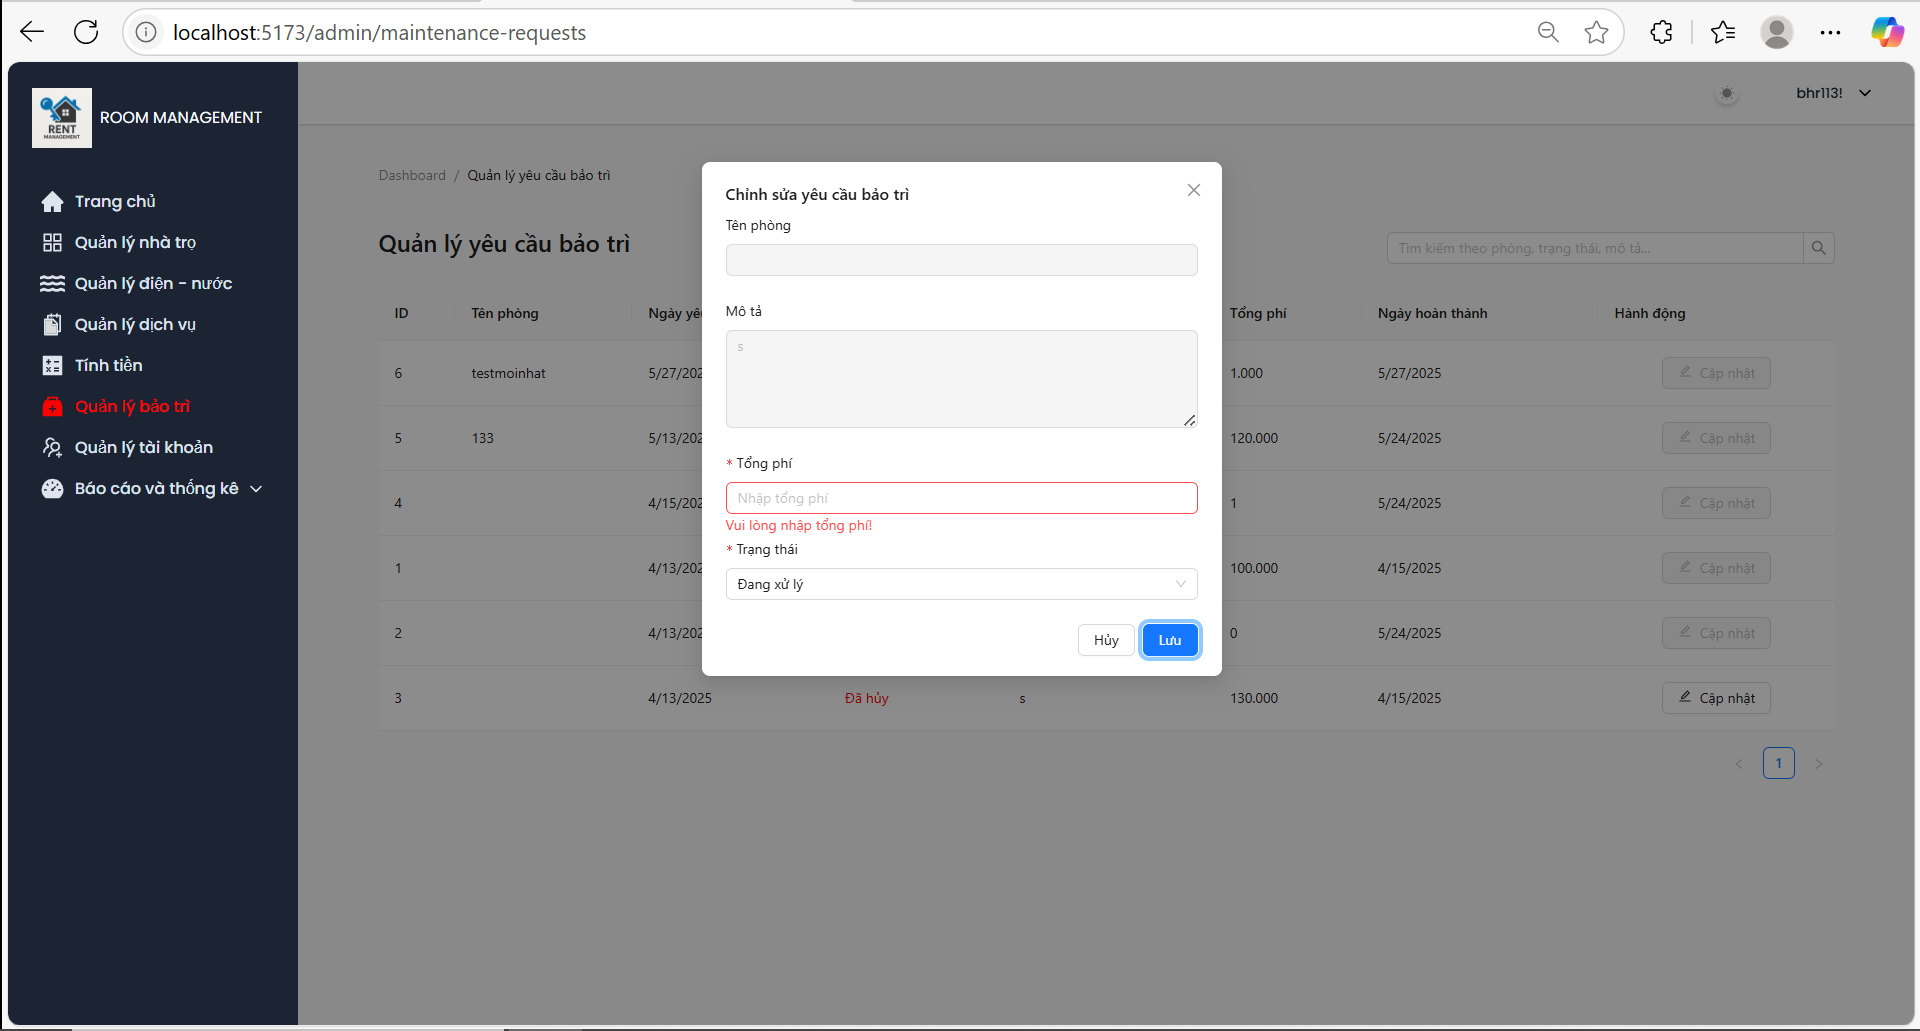 localhost:5173/admin/maintenance-requests
RENT
MANAGEMENT
ROOM MANAGEMENT
bhr113!
Trang chủ
Quản lý nhà trọ
Quản lý điện - nước
Quản lý dịch vụ
Tính tiền
Quản lý bảo trì
Quản lý tài khoản
Báo cáo và thống kê
Dashboard / Quản lý yêu cầu bảo trì
Quản lý yêu cầu bảo trì
Tìm kiếm theo phòng, trạng thái, mô tả...
ID Tên phòng Ngày yê Tổng phí Ngày hoàn thành Hành động
6 testmoinhat 5/27/202 1.000 5/27/2025 Cập nhật
5 133 5/13/202 120.000 5/24/2025 Cập nhật
4 4/15/202 1 5/24/2025 Cập nhật
1 4/13/202 100.000 4/15/2025 Cập nhật
2 4/13/202 0 5/24/2025 Cập nhật
3 4/13/2025 Đã hủy s 130.000 4/15/2025 Cập nhật
1
Chỉnh sửa yêu cầu bảo trì
Tên phòng
Mô tả
s
* Tổng phí
Nhập tổng phí
Vui lòng nhập tổng phí!
* Trạng thái
Đang xử lý
Hủy Lưu